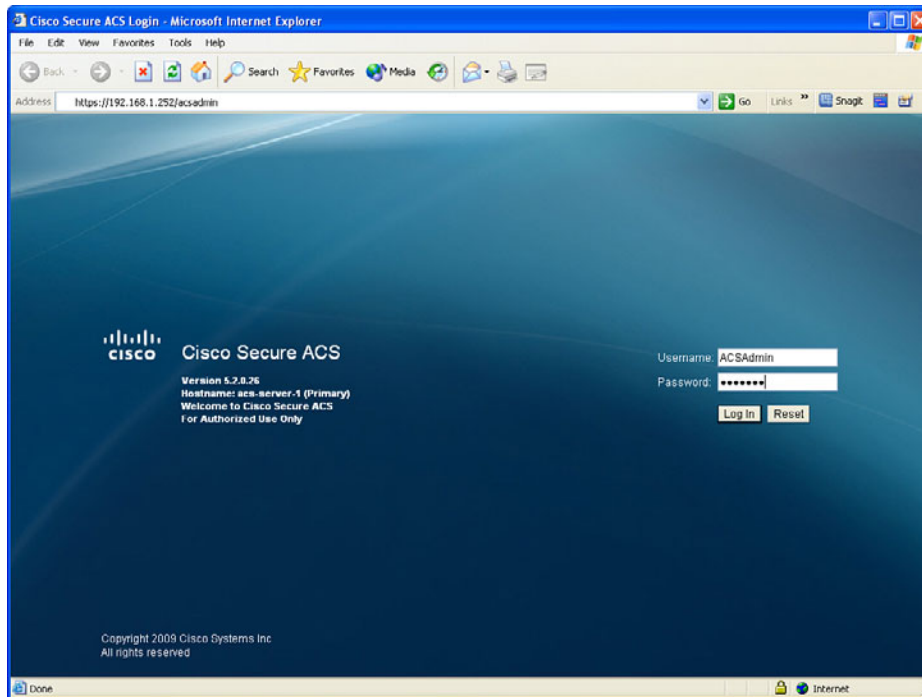 Cisco Secure ACS Login - Microsoft Internet Explorer
File Edit View Favorites Tools Help
Back Search Favorites Media
Address https://192.168.1.252/acsadmin Go Links » Snagit
CISCO
Cisco Secure ACS
Version 5.2.0.26
Hostname: acs-server-1 (Primary)
Welcome to Cisco Secure ACS
For Authorized Use Only
Username: ACSAdmin
Password: •••••••
Log In Reset
Copyright 2009 Cisco Systems Inc
All rights reserved
Done Internet